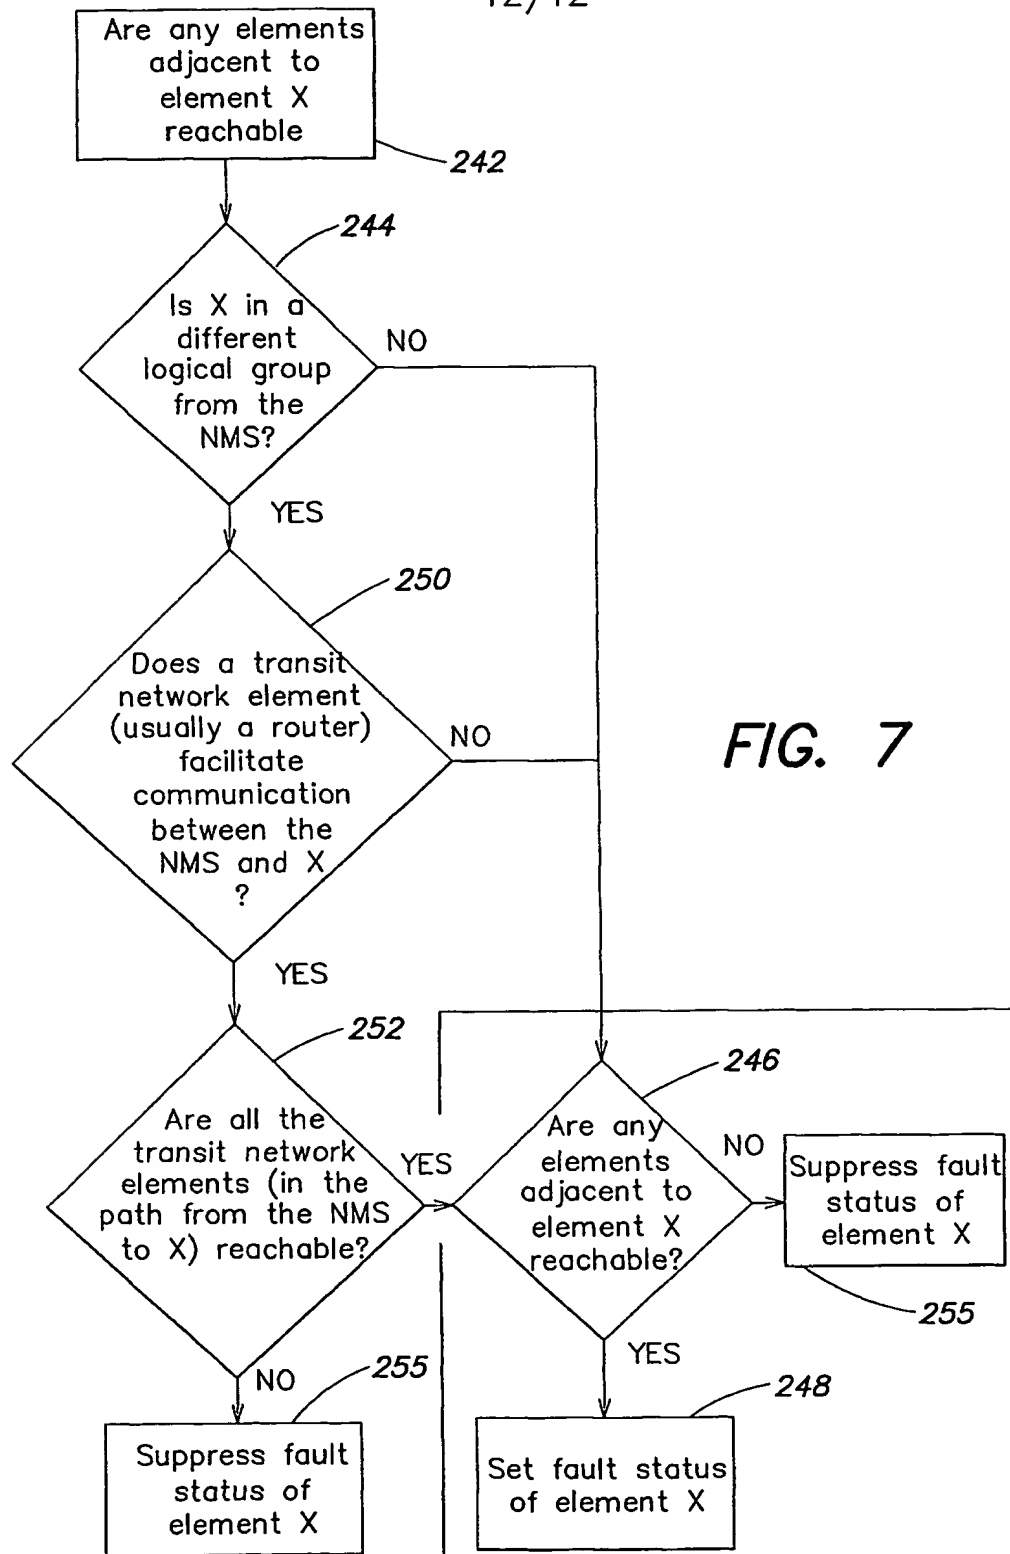 12/12
Are any elements
adjacent to
element X
reachable
242
244
Is X in a
different
logical group
from the
NMS?
NO
YES
250
Does a transit
network element
(usually a router)
facilitate
communication
between the
NMS and X
?
NO
FIG. 7
YES
252
Are all the
transit network
elements (in the
path from the NMS
to X) reachable?
YES
246
Are any
elements
adjacent to
element X
reachable?
NO
Suppress fault
status of
element X
255
NO
255
Suppress fault
status of
element X
YES
248
Set fault status
of element X